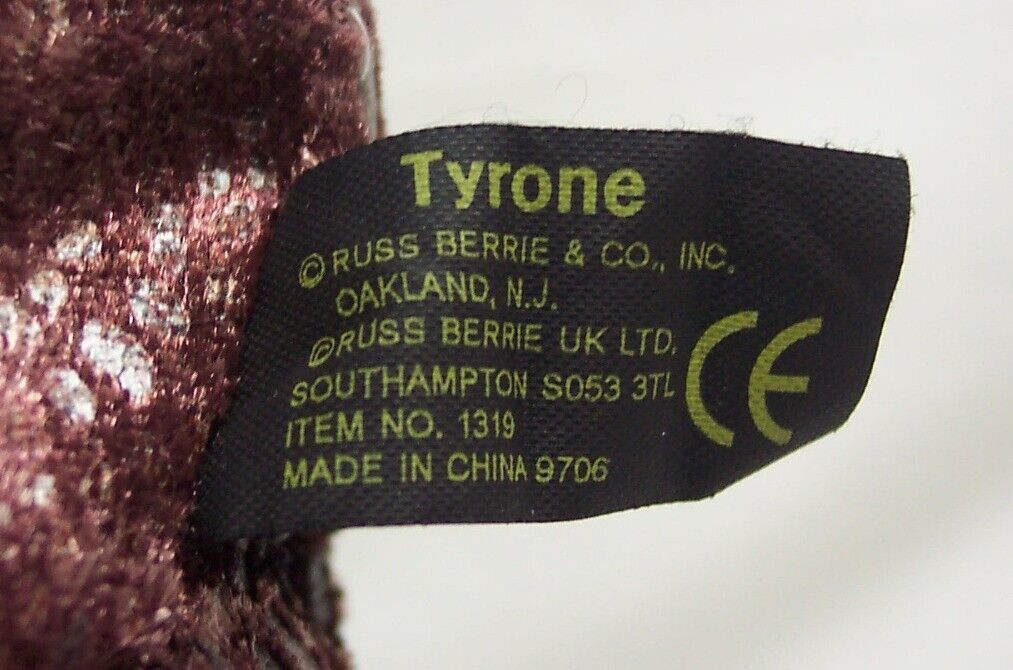 Tyrone
©RUSS BERRIE & CO., INC.
OAKLAND, N.J.
©RUSS BERRIE UK LTD.
SOUTHAMPTON SO53 3TL
ITEM NO. 1319
MADE IN CHINA 9706
CE